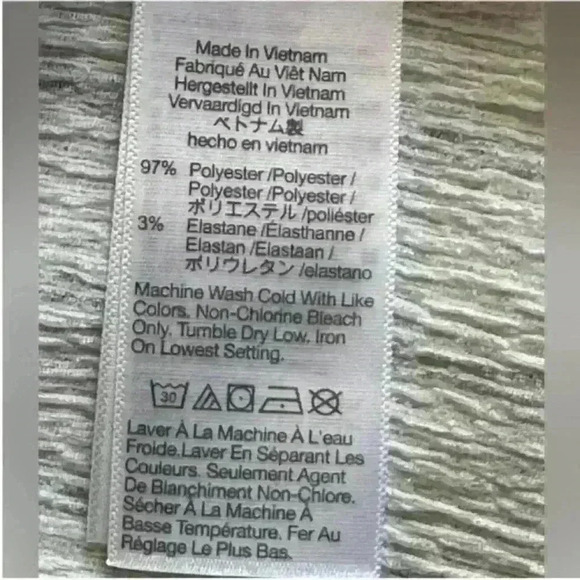 Made In Vietnam
Fabriqué Au Viêt Nam
Hergestellt In Vietnam
Vervaardigd In Vietnam
ベトナム製
hecho en vietnam
97% Polyester /Polyester /
Polyester /Polyester /
ポリエステル /poliéster
3% Elastane /Élasthanne /
Elastan /Elastaan /
ポリウレタン /elastano
Machine Wash Cold With Like
Colors. Non-Chlorine Bleach
Only. Tumble Dry Low. Iron
On Lowest Setting.
30
Laver À La Machine À L'eau
Froide.Laver En Séparant Les
Couleurs. Seulement Agent
De Blanchiment Non-Chlore.
Sécher À La Machine À
Basse Température. Fer Au
Réglage Le Plus Bas.